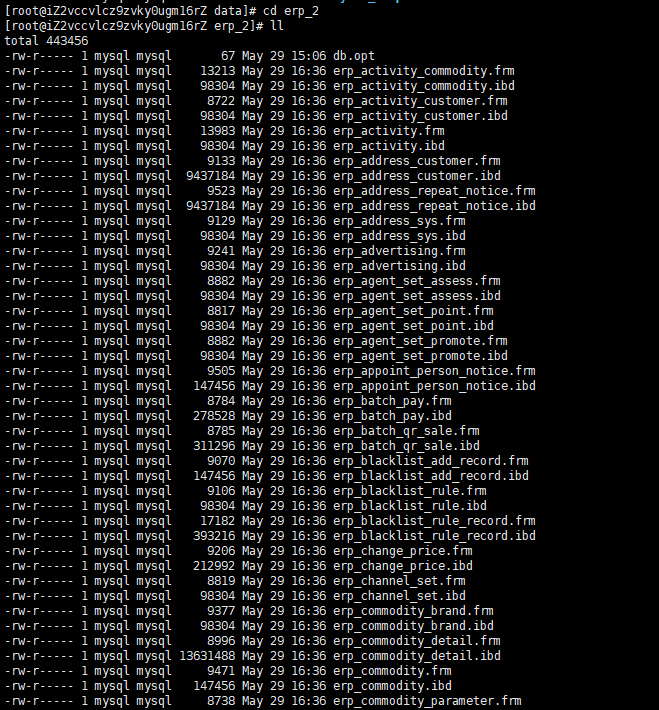 [root@iZ2vccvlcz9zvky0ugm16rZ data]# cd erp_2
[root@iZ2vccvlcz9zvky0ugm16rZ erp_2]# ll
total 443456
-rw-r----- 1 mysql mysql       67 May 29 15:06 db.opt
-rw-r----- 1 mysql mysql    13213 May 29 16:36 erp_activity_commodity.frm
-rw-r----- 1 mysql mysql    98304 May 29 16:36 erp_activity_commodity.ibd
-rw-r----- 1 mysql mysql     8722 May 29 16:36 erp_activity_customer.frm
-rw-r----- 1 mysql mysql    98304 May 29 16:36 erp_activity_customer.ibd
-rw-r----- 1 mysql mysql    13983 May 29 16:36 erp_activity.frm
-rw-r----- 1 mysql mysql    98304 May 29 16:36 erp_activity.ibd
-rw-r----- 1 mysql mysql     9133 May 29 16:36 erp_address_customer.frm
-rw-r----- 1 mysql mysql  9437184 May 29 16:36 erp_address_customer.ibd
-rw-r----- 1 mysql mysql     9523 May 29 16:36 erp_address_repeat_notice.frm
-rw-r----- 1 mysql mysql  9437184 May 29 16:36 erp_address_repeat_notice.ibd
-rw-r----- 1 mysql mysql     9129 May 29 16:36 erp_address_sys.frm
-rw-r----- 1 mysql mysql    98304 May 29 16:36 erp_address_sys.ibd
-rw-r----- 1 mysql mysql     9241 May 29 16:36 erp_advertising.frm
-rw-r----- 1 mysql mysql    98304 May 29 16:36 erp_advertising.ibd
-rw-r----- 1 mysql mysql     8882 May 29 16:36 erp_agent_set_assess.frm
-rw-r----- 1 mysql mysql    98304 May 29 16:36 erp_agent_set_assess.ibd
-rw-r----- 1 mysql mysql     8817 May 29 16:36 erp_agent_set_point.frm
-rw-r----- 1 mysql mysql    98304 May 29 16:36 erp_agent_set_point.ibd
-rw-r----- 1 mysql mysql     8882 May 29 16:36 erp_agent_set_promote.frm
-rw-r----- 1 mysql mysql    98304 May 29 16:36 erp_agent_set_promote.ibd
-rw-r----- 1 mysql mysql     9505 May 29 16:36 erp_appoint_person_notice.frm
-rw-r----- 1 mysql mysql   147456 May 29 16:36 erp_appoint_person_notice.ibd
-rw-r----- 1 mysql mysql     8784 May 29 16:36 erp_batch_pay.frm
-rw-r----- 1 mysql mysql   278528 May 29 16:36 erp_batch_pay.ibd
-rw-r----- 1 mysql mysql     8785 May 29 16:36 erp_batch_qr_sale.frm
-rw-r----- 1 mysql mysql   311296 May 29 16:36 erp_batch_qr_sale.ibd
-rw-r----- 1 mysql mysql     9070 May 29 16:36 erp_blacklist_add_record.frm
-rw-r----- 1 mysql mysql   147456 May 29 16:36 erp_blacklist_add_record.ibd
-rw-r----- 1 mysql mysql     9106 May 29 16:36 erp_blacklist_rule.frm
-rw-r----- 1 mysql mysql    98304 May 29 16:36 erp_blacklist_rule.ibd
-rw-r----- 1 mysql mysql    17182 May 29 16:36 erp_blacklist_rule_record.frm
-rw-r----- 1 mysql mysql   393216 May 29 16:36 erp_blacklist_rule_record.ibd
-rw-r----- 1 mysql mysql     9206 May 29 16:36 erp_change_price.frm
-rw-r----- 1 mysql mysql   212992 May 29 16:36 erp_change_price.ibd
-rw-r----- 1 mysql mysql     8819 May 29 16:36 erp_channel_set.frm
-rw-r----- 1 mysql mysql    98304 May 29 16:36 erp_channel_set.ibd
-rw-r----- 1 mysql mysql     9377 May 29 16:36 erp_commodity_brand.frm
-rw-r----- 1 mysql mysql    98304 May 29 16:36 erp_commodity_brand.ibd
-rw-r----- 1 mysql mysql     8996 May 29 16:36 erp_commodity_detail.frm
-rw-r----- 1 mysql mysql 13631488 May 29 16:36 erp_commodity_detail.ibd
-rw-r----- 1 mysql mysql     9471 May 29 16:36 erp_commodity.frm
-rw-r----- 1 mysql mysql   147456 May 29 16:36 erp_commodity.ibd
-rw-r----- 1 mysql mysql     8738 May 29 16:36 erp_commodity_parameter.frm